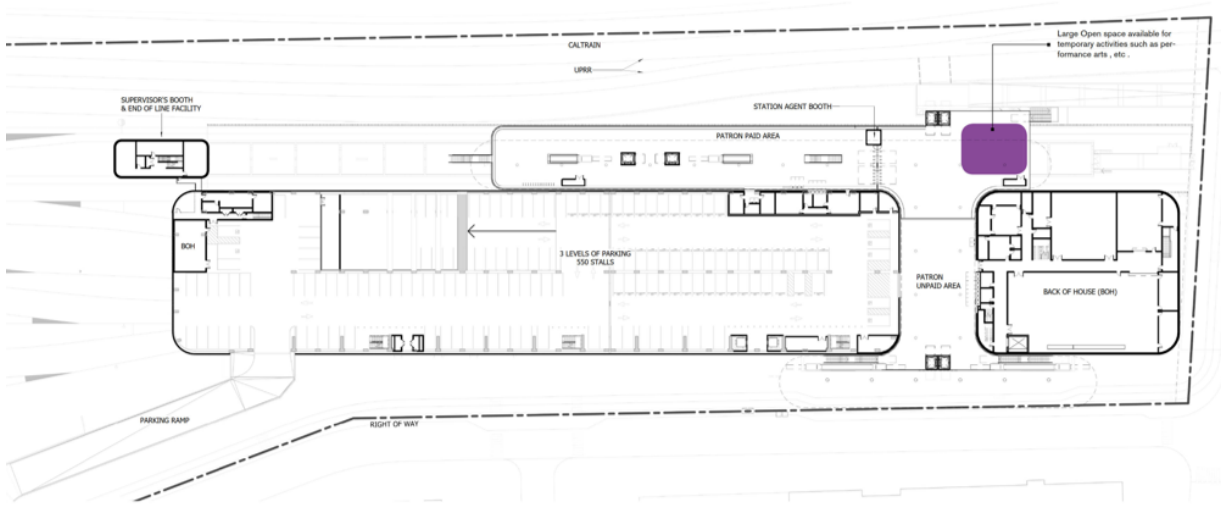 CALTRAIN
UPRR
Large Open space available for
temporary activities such as per-
formance arts , etc .
SUPERVISOR'S BOOTH
& END OF LINE FACILITY
STATION AGENT BOOTH
PATRON PAID AREA
BOH
3 LEVELS OF PARKING
550 STALLS
PATRON
UNPAID AREA
BACK OF HOUSE (BOH)
PARKING RAMP
RIGHT OF WAY